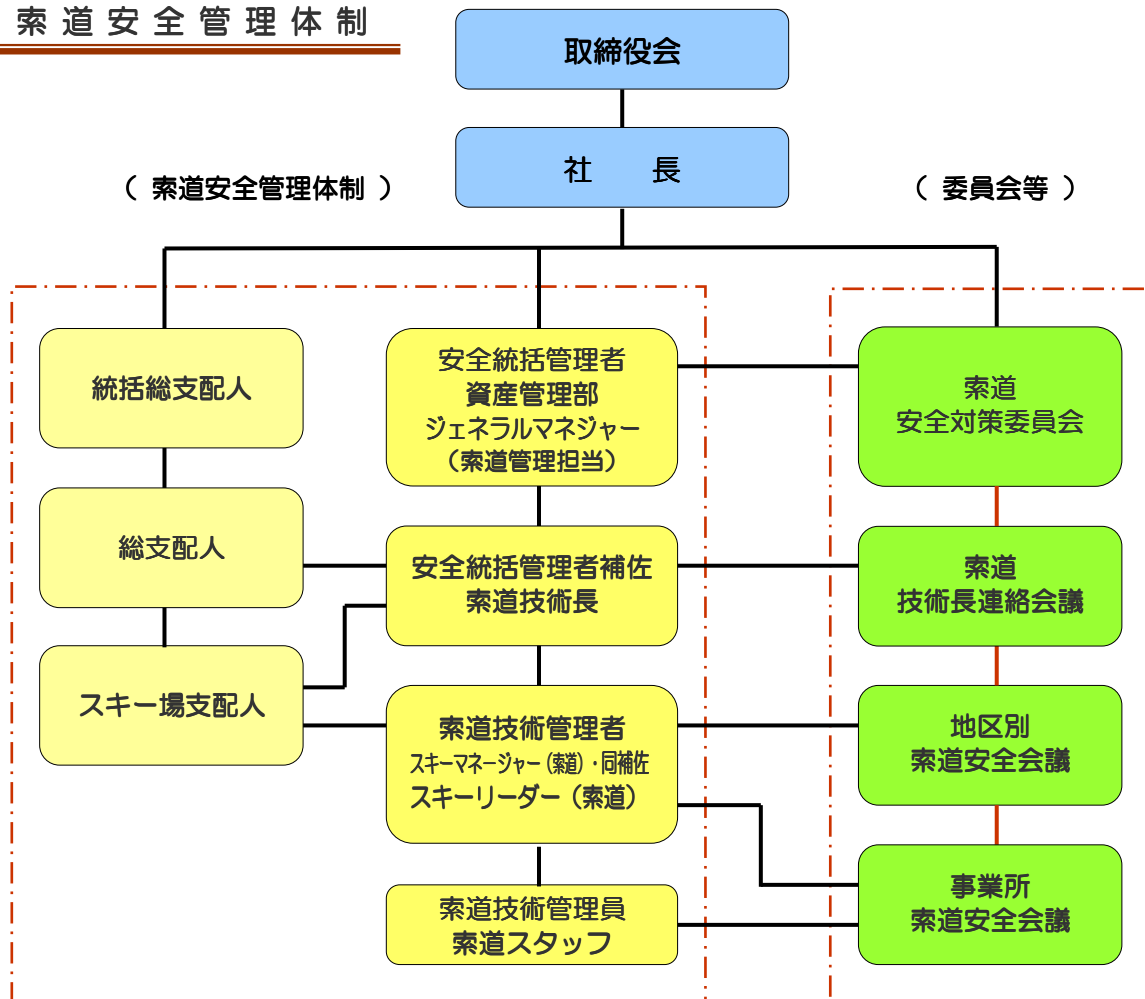 索道安全管理体制
取締役会
社　　長
（ 索道安全管理体制 ）
（ 委員会等 ）
統括総支配人
総支配人
スキー場支配人
安全統括管理者
資産管理部
ジェネラルマネジャー
（索道管理担当）
安全統括管理者補佐
索道技術長
索道技術管理者
スキーマネージャー（索道）・同補佐
スキーリーダー（索道）
索道技術管理員
索道スタッフ
索道
安全対策委員会
索道
技術長連絡会議
地区別
索道安全会議
事業所
索道安全会議